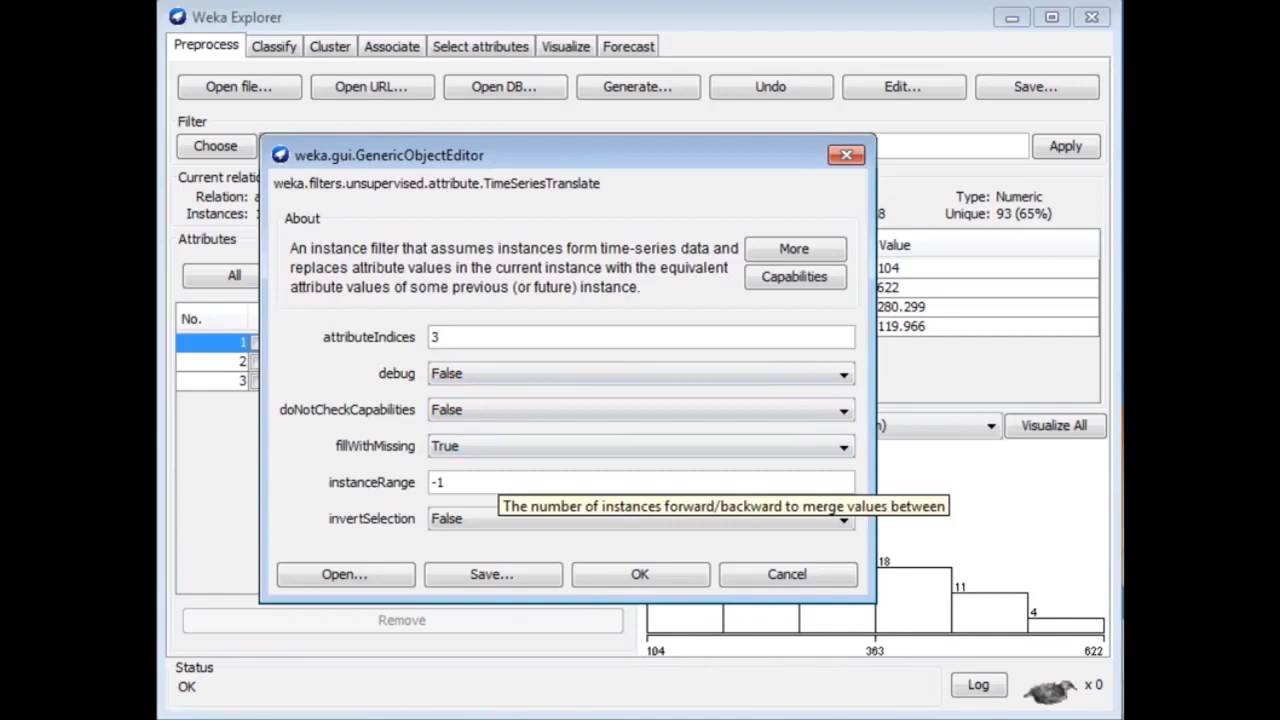 Weka Explorer
Preprocess Classify Cluster Associate Select attributes Visualize Forecast
Open file... Open URL... Open DB... Generate... Undo Edit... Save...
Filter
Choose Apply
weka.gui.GenericObjectEditor
weka.filters.unsupervised.attribute.TimeSeriesTranslate
About
An instance filter that assumes instances form time-series data and
replaces attribute values in the current instance with the equivalent
attribute values of some previous (or future) instance.
More
Capabilities
attributeIndices 3
debug False
doNotCheckCapabilities False
fillWithMissing True
instanceRange -1
The number of instances forward/backward to merge values between
invertSelection False
Open... Save... OK Cancel
Current relati
Relation:
Instances:
Type: Numeric
Unique: 93 (65%)
Attributes
All
No.
1
2
3
Value
104
622
280.299
119.966
Visualize All
18
11
4
104 363 622
Remove
Status
OK
Log x 0